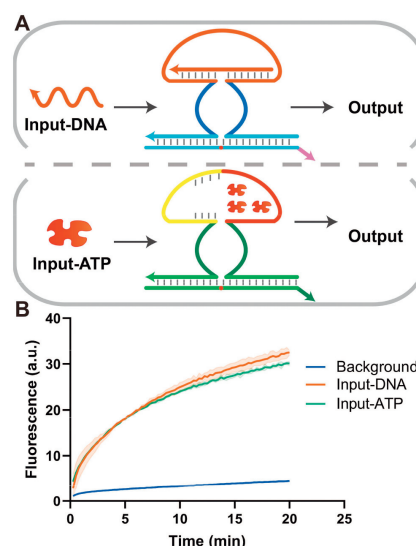 A
Input-DNA
Output
Input-ATP
Output
B
Fluorescence (a.u.)
40
30
20
10
0
0 5 10 15 20 25
Time (min)
Background
Input-DNA
Input-ATP